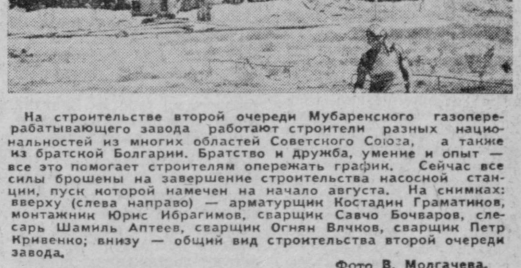 На строительстве второй очереди Мубарекского газопере-
рабатывающего завода работают строители разных нацио-
нальностей из многих областей Советского Союза, а также
из братской Болгарии. Братство и дружба, умение и опыт —
все это помогает строителям опережать график. Сейчас все
силы брошены на завершение строительства насосной стан-
ции, пуск которой намечен на начало августа. На снимках:
вверху (слева направо) — арматурщик Костадин Граматиков,
монтажник Юрис Ибрагимов, сварщик Савчо Бочваров, сле-
сарь Шамиль Аптеев, сварщик Огнян Влчков, сварщик Петр
Кривенко; внизу — общий вид строительства второй очереди
завода.
Фото В. Молгачева.